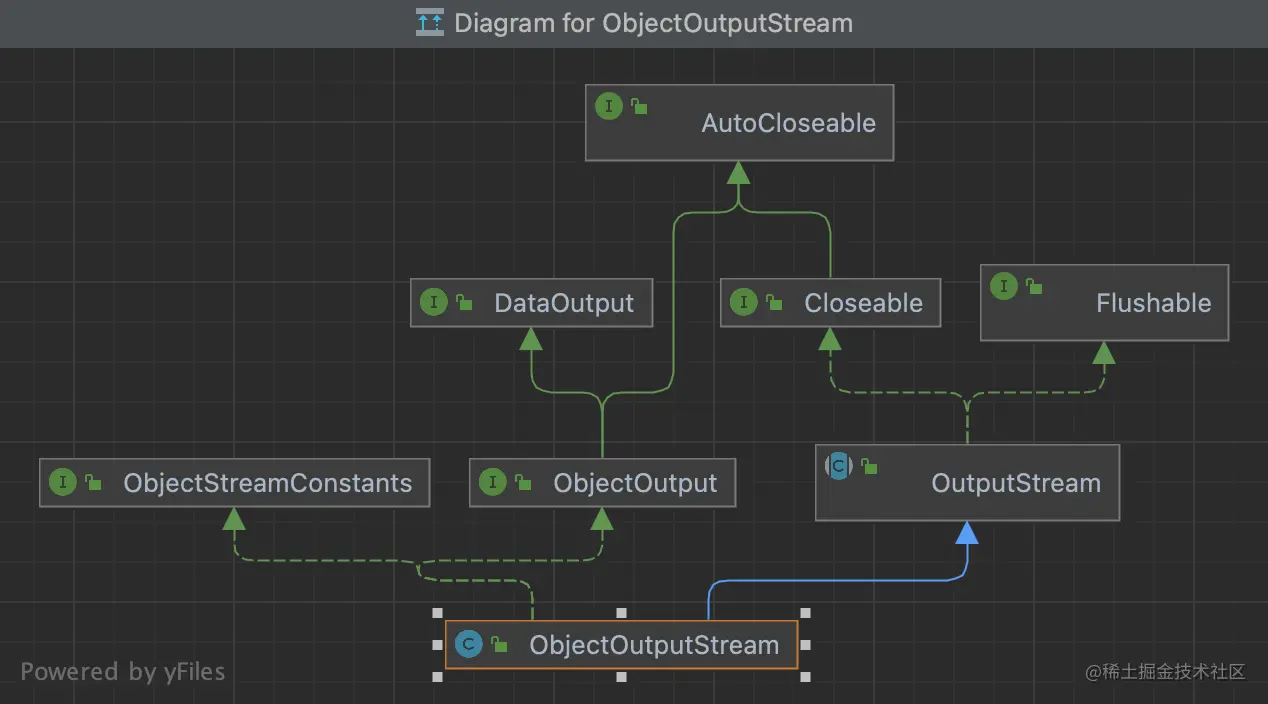 Diagram for ObjectOutputStream
I AutoCloseable
I DataOutput
I Closeable
I Flushable
I ObjectStreamConstants
I ObjectOutput
C OutputStream
C ObjectOutputStream
Powered by yFiles
@稀土掘金技术社区